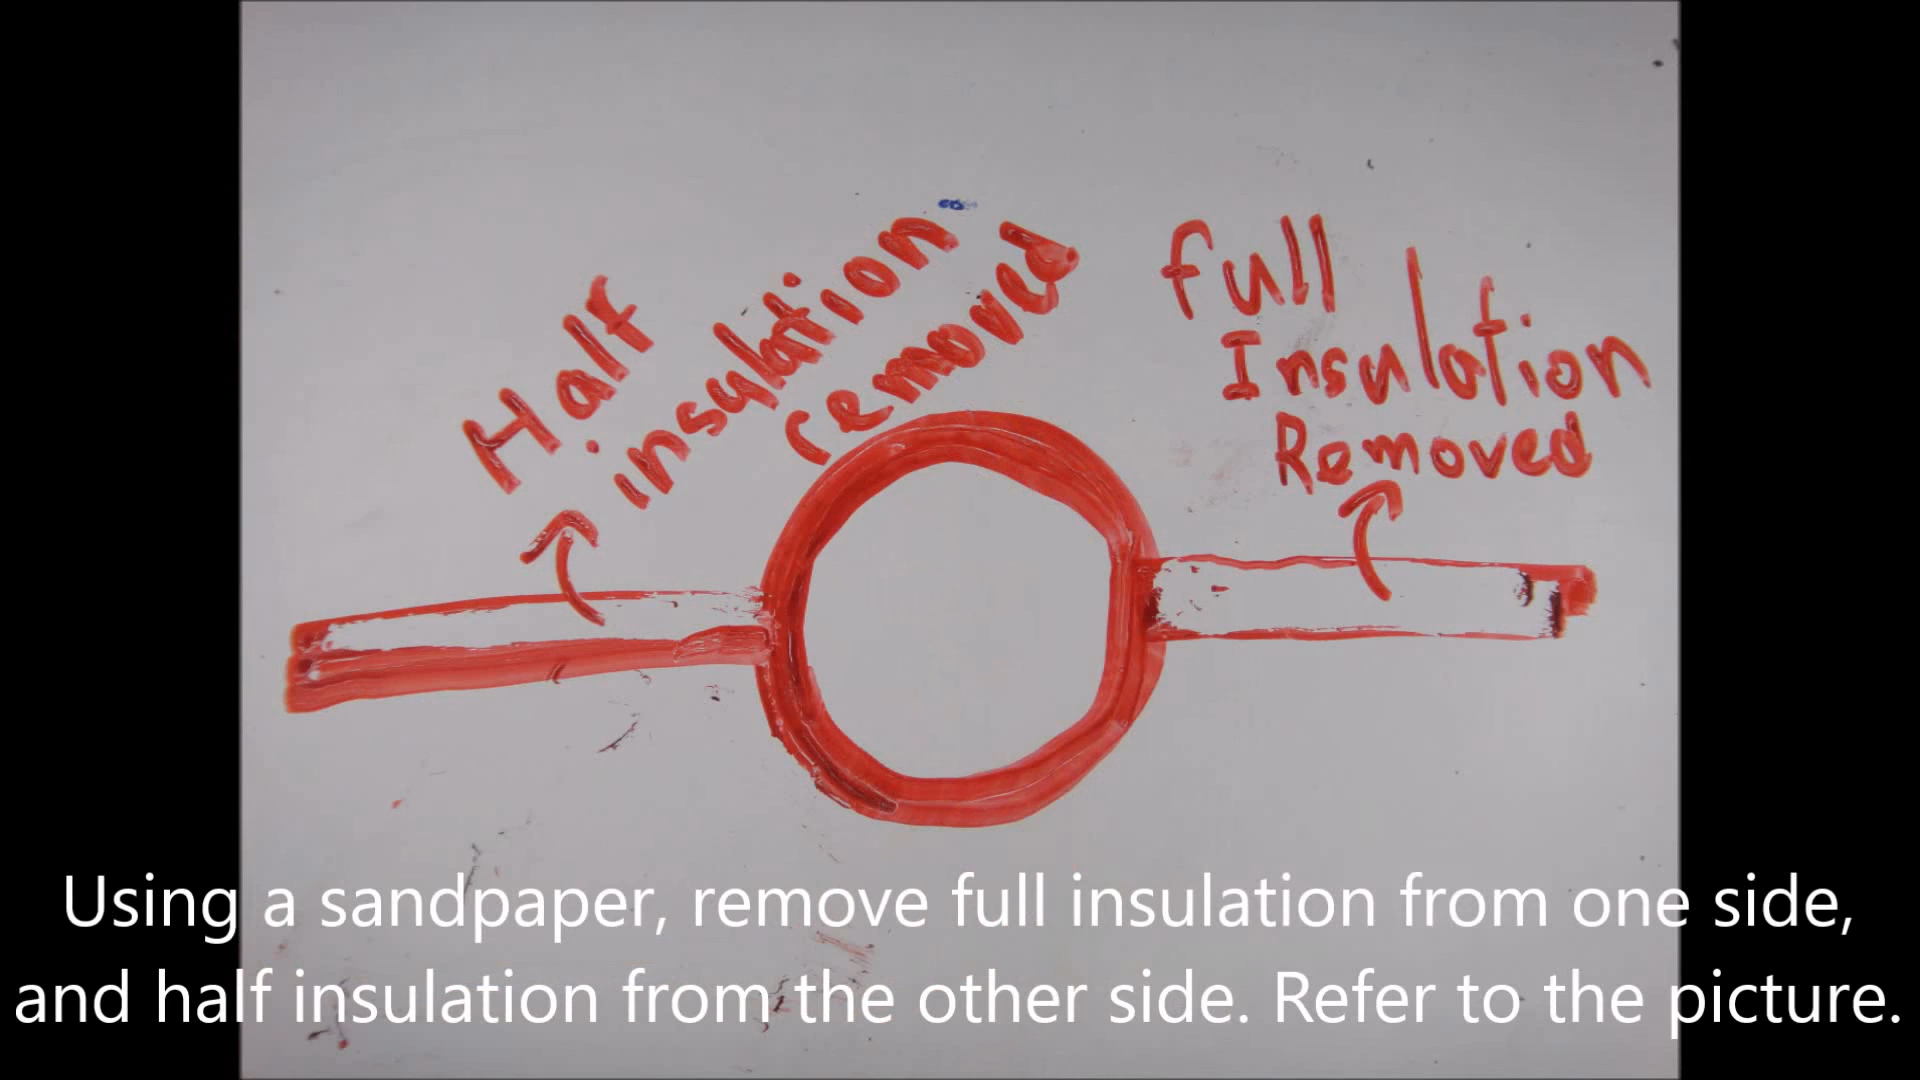 Half
insulation
removed
full
Insulation
Removed
Using a sandpaper, remove full insulation from one side,
and half insulation from the other side. Refer to the picture.